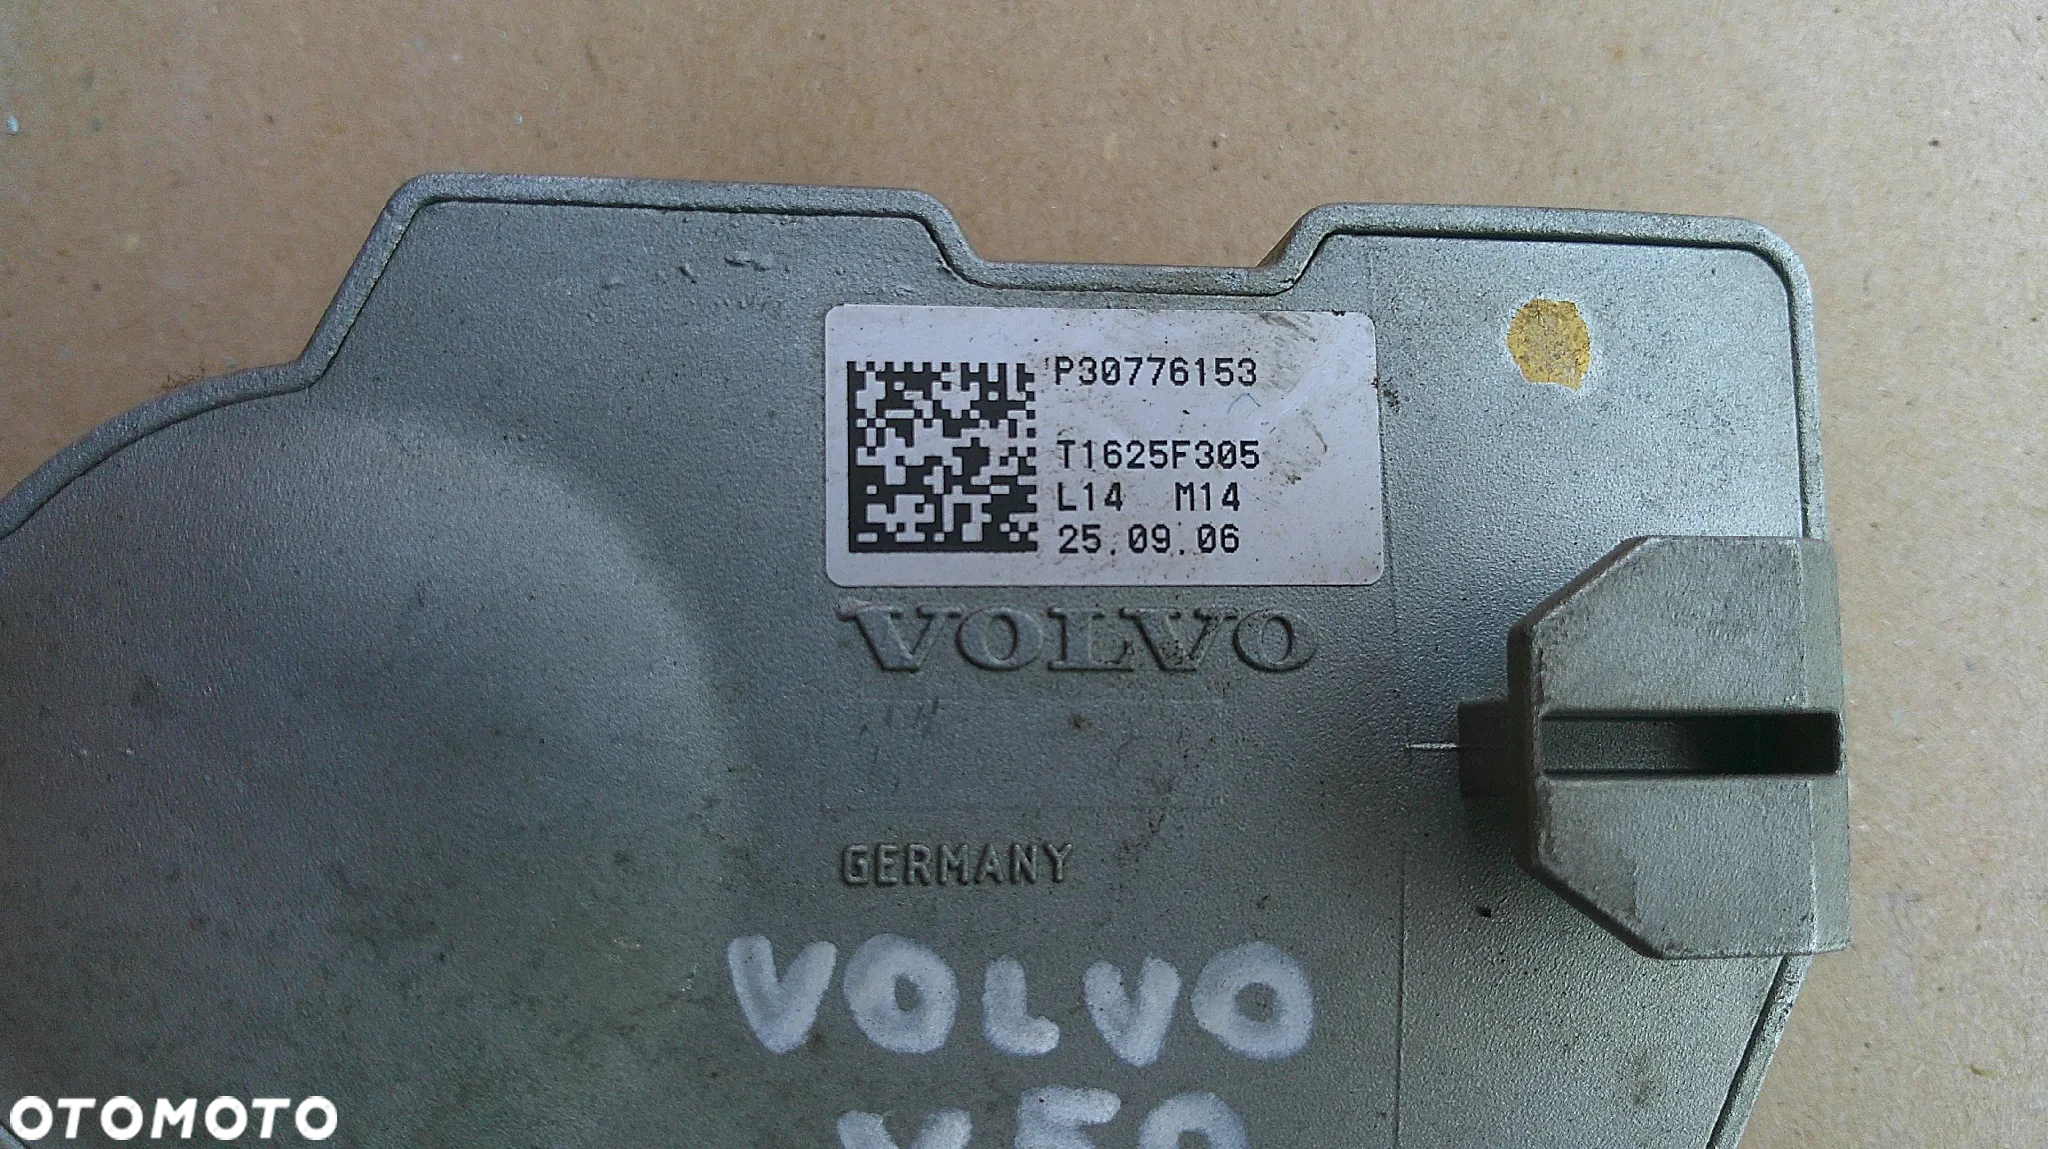 P30776153
T1625F305
L14 M14
25.09.06
VOLVO
GERMANY
VOLVO
OTOMOTO